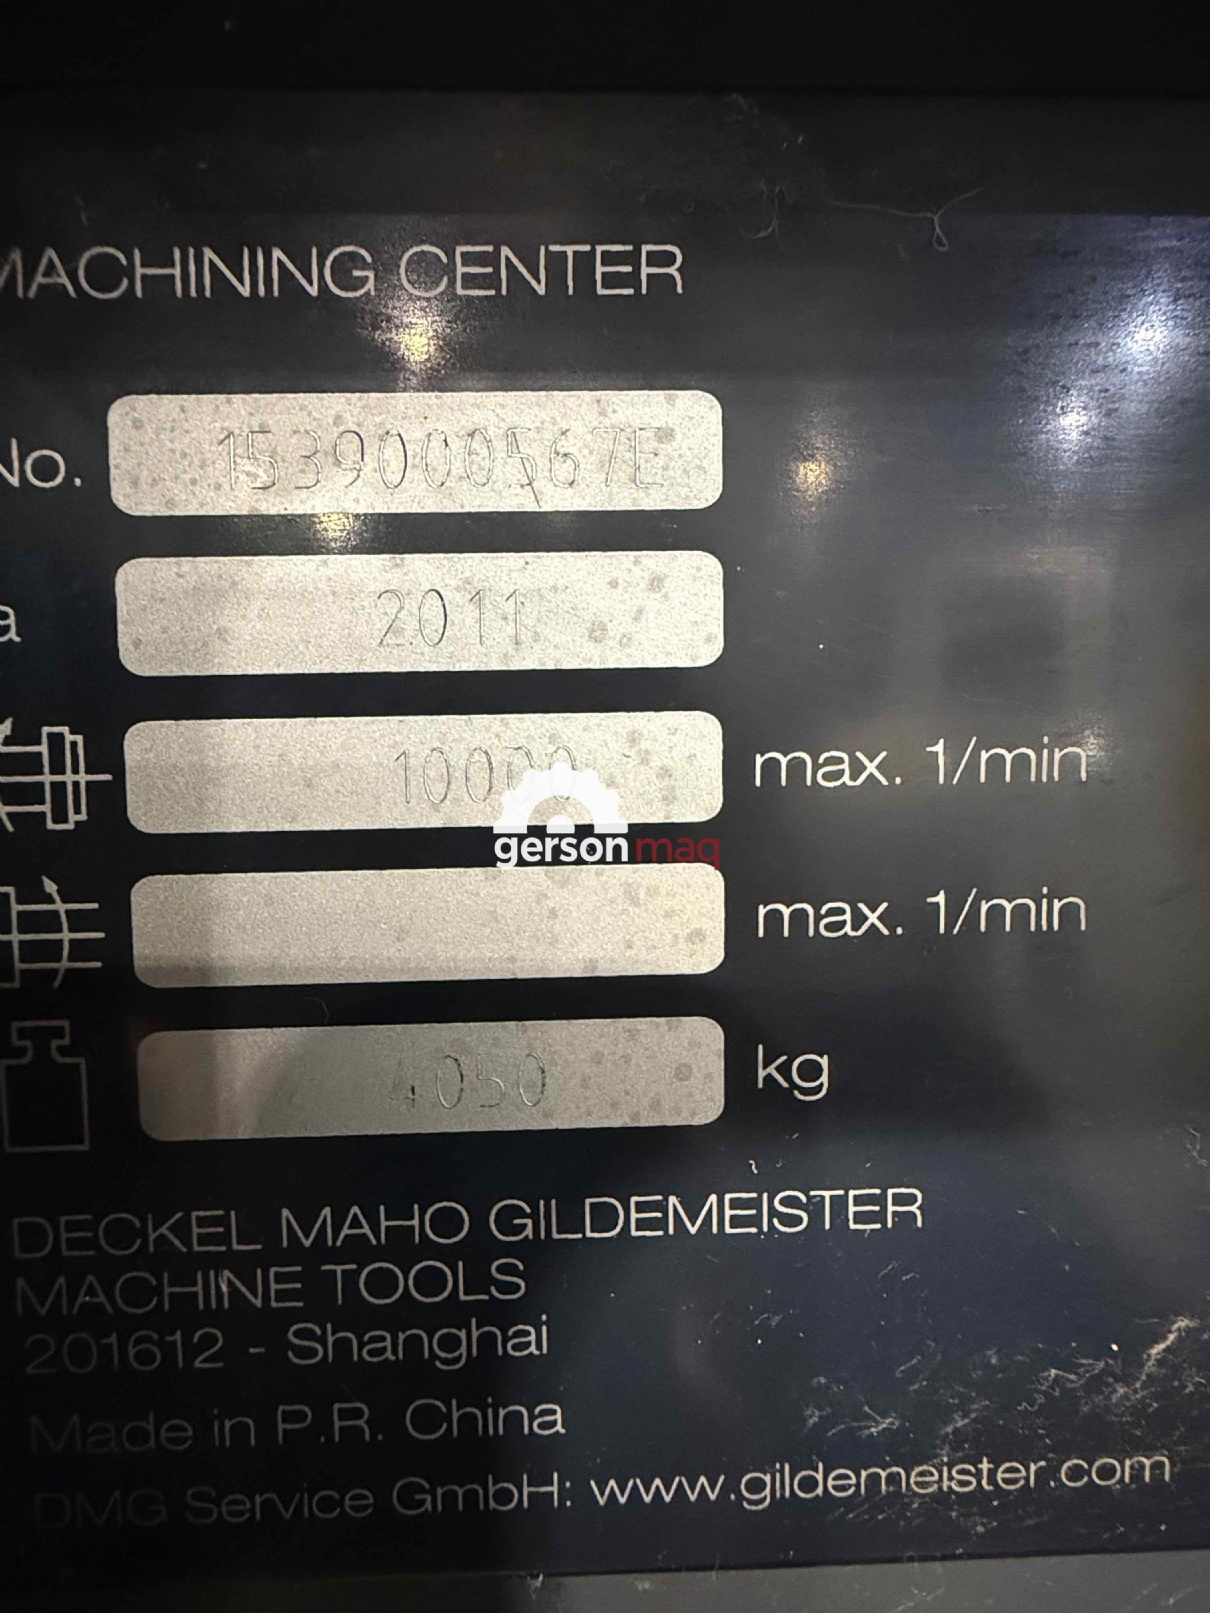 MACHINING CENTER
No. 15390000567E
a 2011
10000 max. 1/min
gersonmaq
max. 1/min
4050 kg
DECKEL MAHO GILDEMEISTER
MACHINE TOOLS
201612 - Shanghai
Made in P.R. China
DMG Service GmbH: www.gildemeister.com